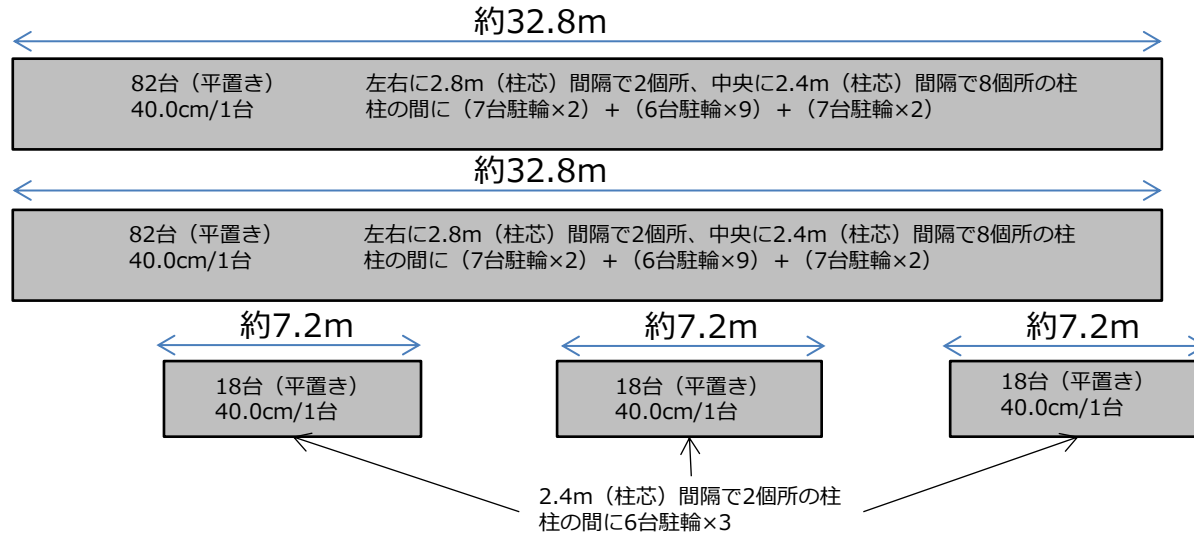 約32.8m
82台（平置き）
40.0cm/1台
左右に2.8m（柱芯）間隔で2個所、中央に2.4m（柱芯）間隔で8個所の柱
柱の間に（7台駐輪×2）＋（6台駐輪×9）＋（7台駐輪×2）
約32.8m
82台（平置き）
40.0cm/1台
左右に2.8m（柱芯）間隔で2個所、中央に2.4m（柱芯）間隔で8個所の柱
柱の間に（7台駐輪×2）＋（6台駐輪×9）＋（7台駐輪×2）
約7.2m
約7.2m
約7.2m
18台（平置き）
40.0cm/1台
18台（平置き）
40.0cm/1台
18台（平置き）
40.0cm/1台
2.4m（柱芯）間隔で2個所の柱
柱の間に6台駐輪×3